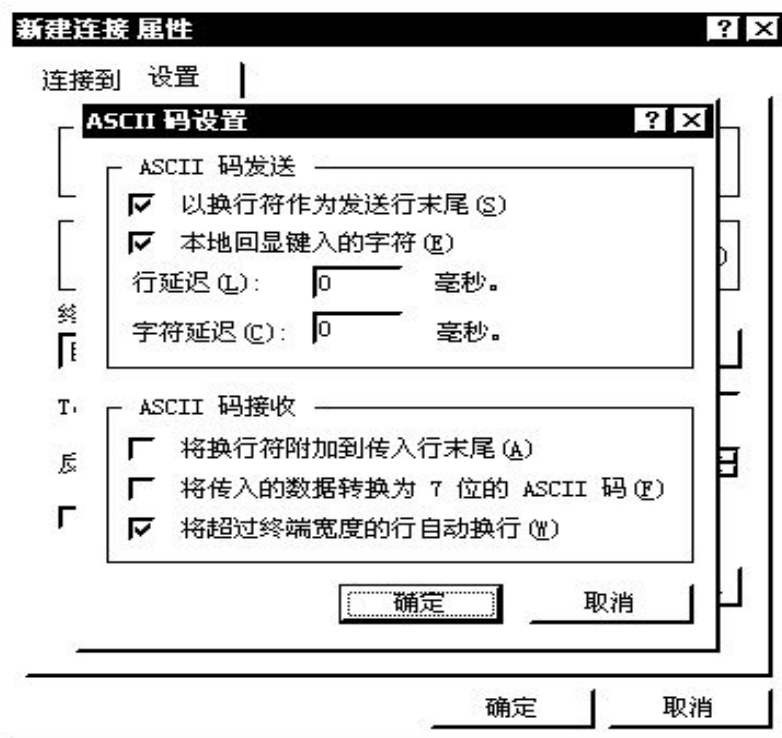 新建连接 属性
连接到 设置
ASCII 码设置
ASCII 码发送
以换行符作为发送行末尾(S)
本地回显键入的字符(E)
行延迟(L): 0 毫秒。
字符延迟(C): 0 毫秒。
终
ASCII 码接收
将换行符附加到传入行末尾(A)
反
将传入的数据转换为 7 位的 ASCII 码(F)
将超过终端宽度的行自动换行(W)
确定 取消
确定 取消